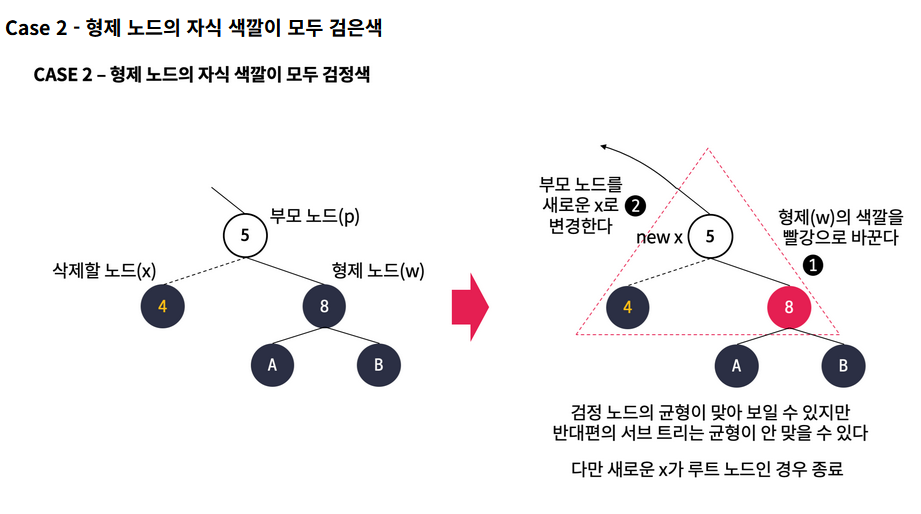 Case 2 - 형제 노드의 자식 색깔이 모두 검은색
CASE 2 – 형제 노드의 자식 색깔이 모두 검정색
부모 노드(p)
5
삭제할 노드(x)
형제 노드(w)
4
8
A
B
부모 노드를
새로운 x로
변경한다
2
new x
5
형제(w)의 색깔을
빨강으로 바꾼다
1
4
8
A
B
검정 노드의 균형이 맞아 보일 수 있지만
반대편의 서브 트리는 균형이 안 맞을 수 있다
다만 새로운 x가 루트 노드인 경우 종료